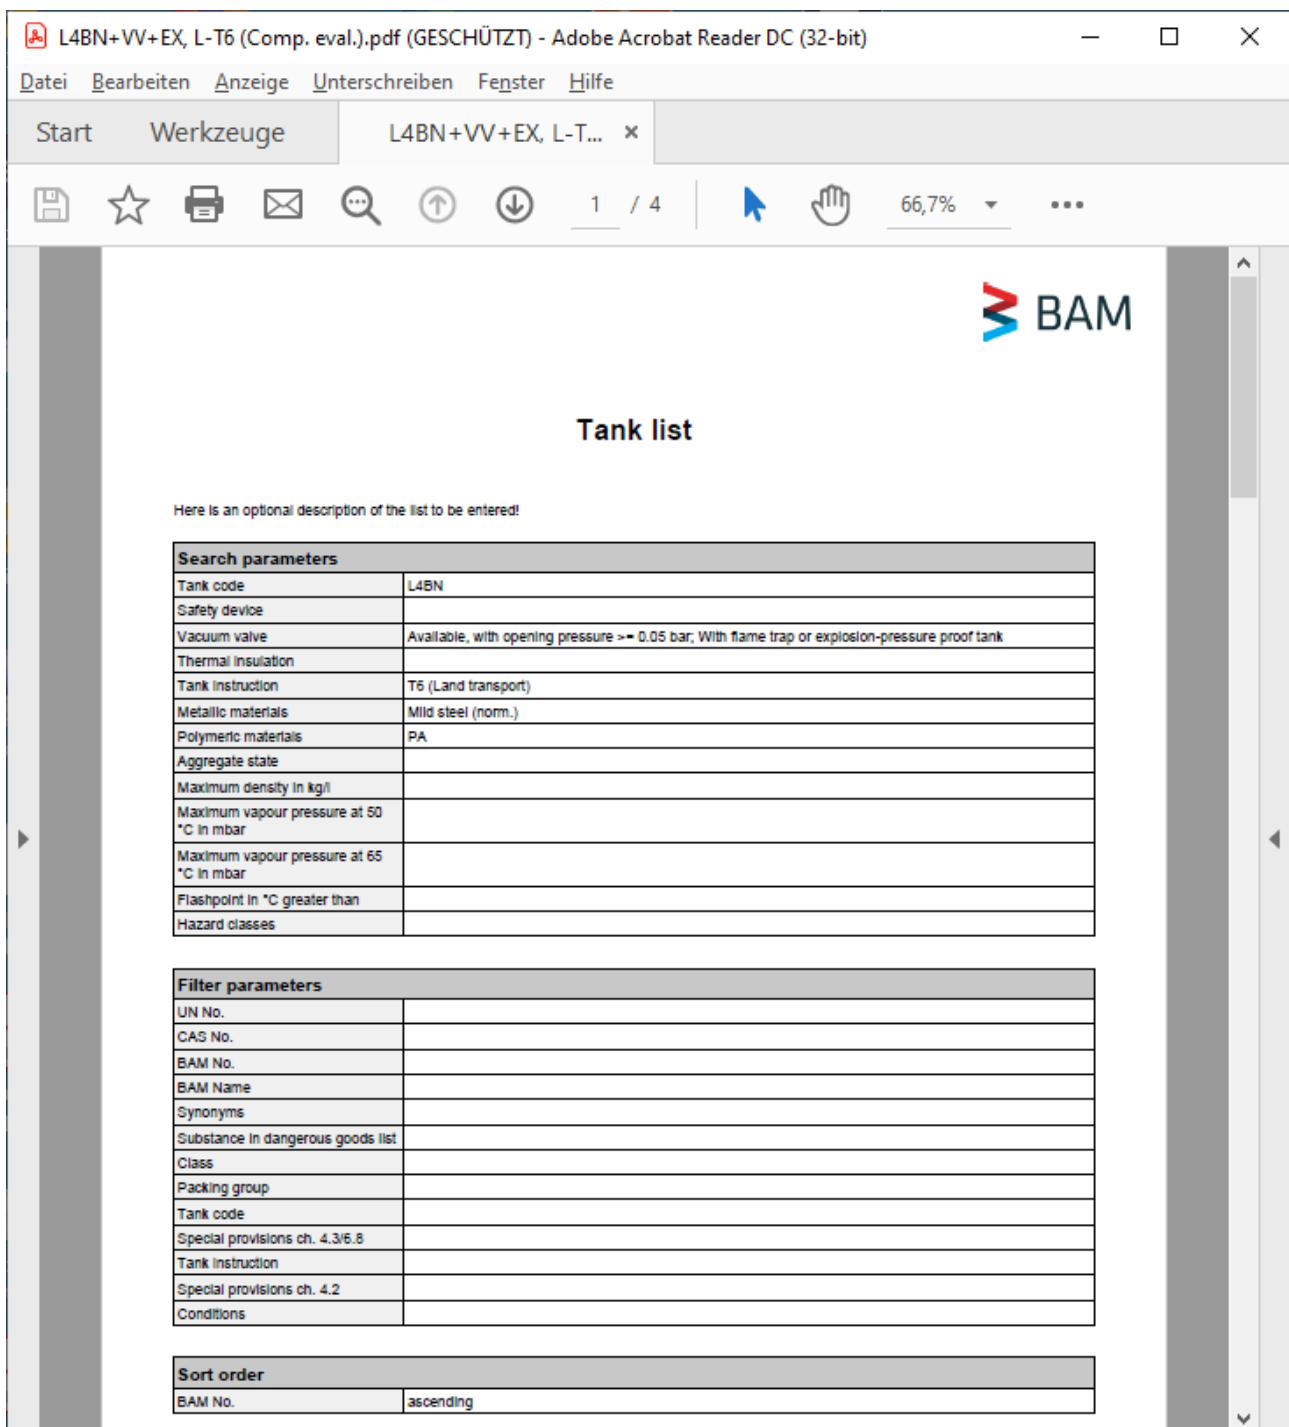 L4BN+VV+EX, L-T6 (Comp. eval.).pdf (GESCHÜTZT) - Adobe Acrobat Reader DC (32-bit)
Datei Bearbeiten Anzeige Unterschreiben Fenster Hilfe
Start Werkzeuge L4BN+VV+EX, L-T...
1 / 4 66,7%
BAM
Tank list
Here is an optional description of the list to be entered!
Search parameters
Tank code L4BN
Safety device
Vacuum valve Available, with opening pressure >= 0.05 bar; With flame trap or explosion-pressure proof tank
Thermal insulation
Tank instruction T6 (Land transport)
Metallic materials Mild steel (norm.)
Polymeric materials PA
Aggregate state
Maximum density in kg/l
Maximum vapour pressure at 50
°C in mbar
Maximum vapour pressure at 65
°C in mbar
Flashpoint in °C greater than
Hazard classes
Filter parameters
UN No.
CAS No.
BAM No.
BAM Name
Synonyms
Substance in dangerous goods list
Class
Packing group
Tank code
Special provisions ch. 4.3/6.8
Tank instruction
Special provisions ch. 4.2
Conditions
Sort order
BAM No. ascending